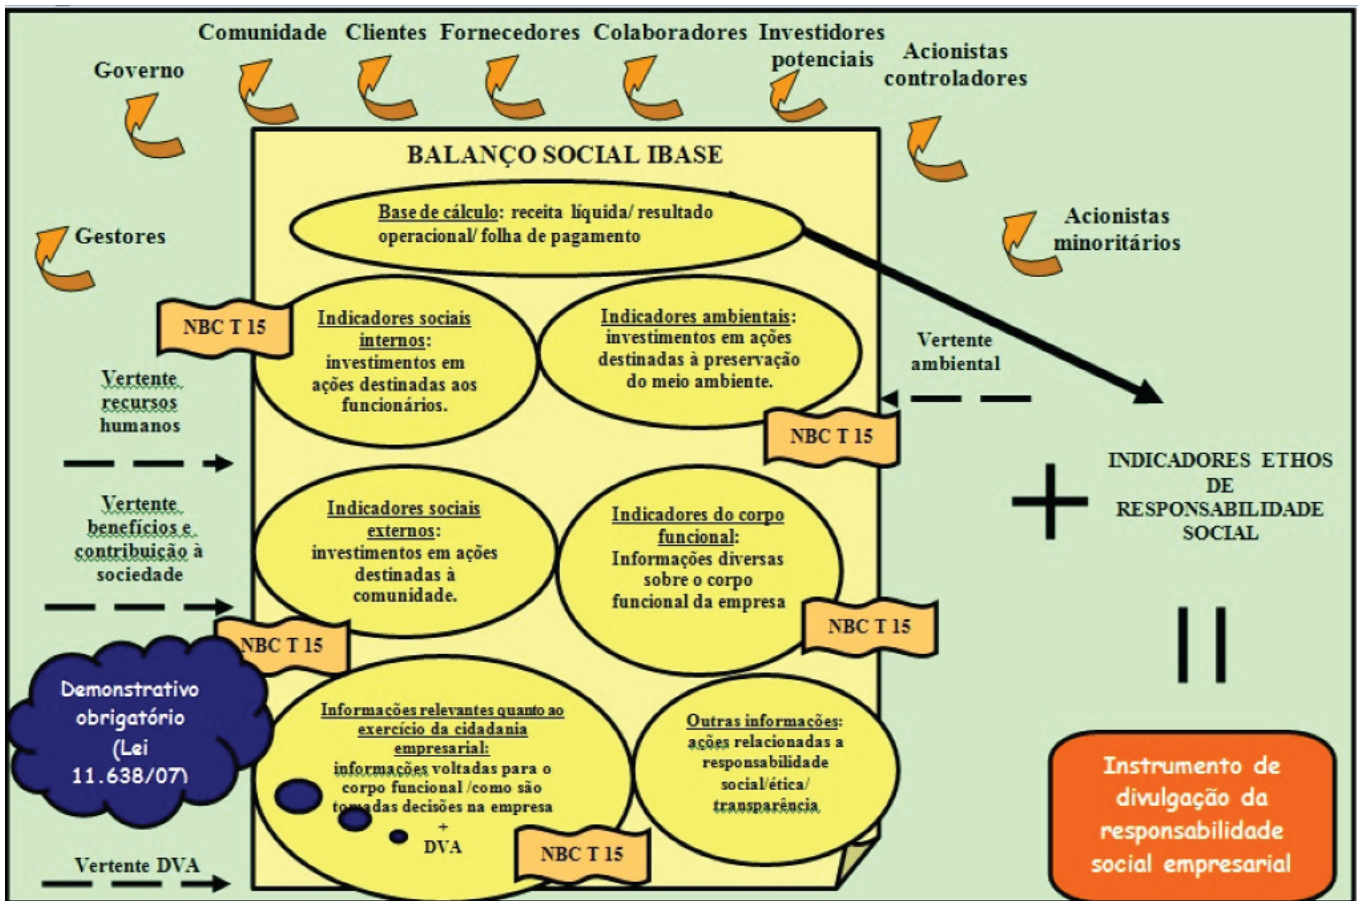 Comunidade
Clientes
Fornecedores
Colaboradores
Investidores
potenciais
Acionistas
controladores
Governo
Gestores
Acionistas
minoritários
BALANÇO SOCIAL IBASE
Base de cálculo: receita líquida/ resultado
operacional/ folha de pagamento
NBC T 15
Indicadores sociais
internos:
investimentos em
ações destinadas aos
funcionários.
Indicadores ambientais:
investimentos em ações
destinadas à preservação
do meio ambiente.
NBC T 15
Vertente
ambiental
Vertente
recursos
humanos
Vertente
benefícios e
contribuição à
sociedade
Indicadores sociais
externos:
investimentos em ações
destinadas à
comunidade.
NBC T 15
Indicadores do corpo
funcional:
Informações diversas
sobre o corpo
funcional da empresa
NBC T 15
INDICADORES ETHOS
DE
RESPONSABILIDADE
SOCIAL
Demonstrativo
obrigatório
(Lei
11.638/07)
Informações relevantes quanto ao
exercício da cidadania
empresarial:
informações voltadas para o
corpo funcional /como são
tomadas decisões na empresa
+
DVA
NBC T 15
Outras informações:
ações relacionadas a
responsabilidade
social/ética/
transparência
Vertente DVA
Instrumento de
divulgação da
responsabilidade
social empresarial